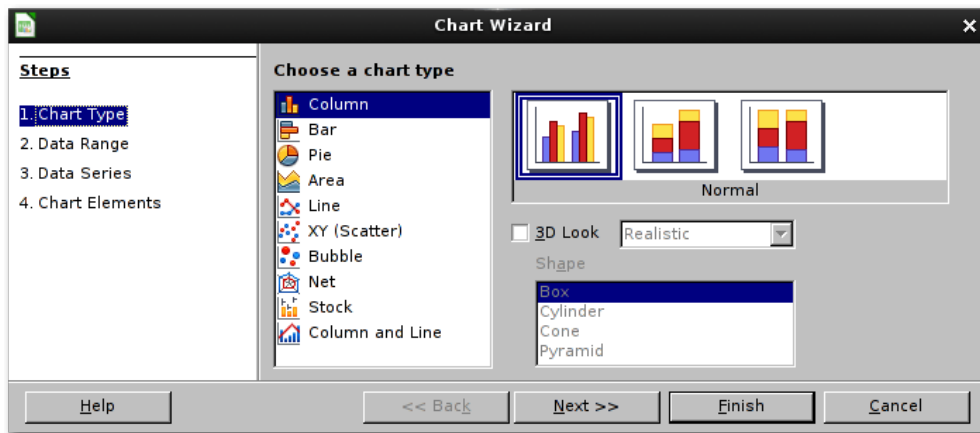 Chart Wizard
Steps
1. Chart Type
2. Data Range
3. Data Series
4. Chart Elements
Choose a chart type
Column
Bar
Pie
Area
Line
XY (Scatter)
Bubble
Net
Stock
Column and Line
Normal
3D Look
Realistic
Shape
Box
Cylinder
Cone
Pyramid
Help
<< Back
Next >>
Finish
Cancel